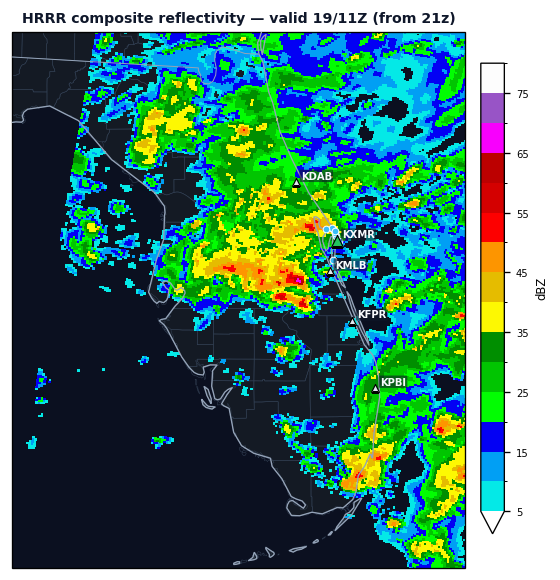 HRRR composite reflectivity — valid 19/11Z (from 21z)
KDAB
KXMR
KMLB
KFPR
KPBI
75
65
55
45
35
25
15
5
dBZ